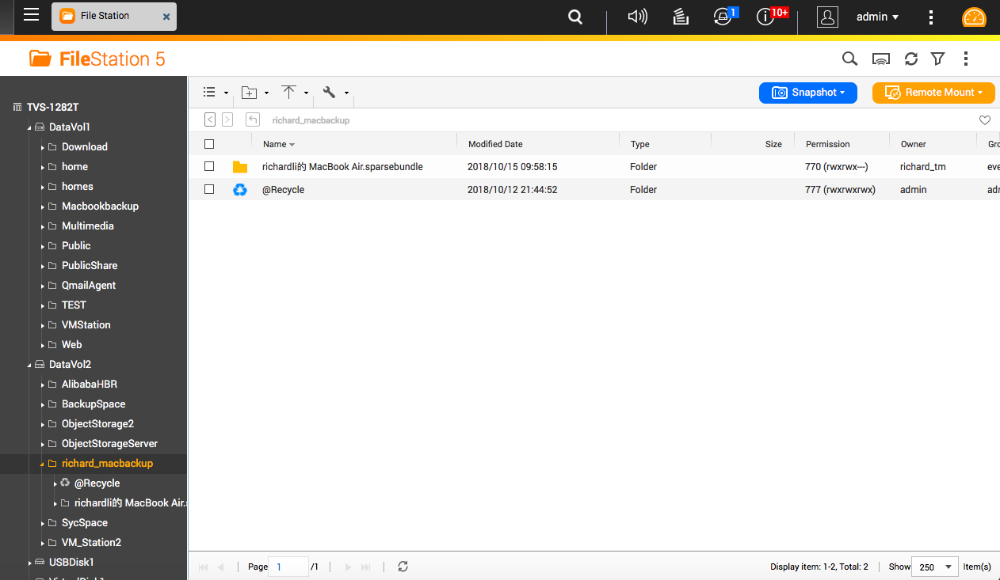 File Station
1
10+
admin
FileStation 5
Snapshot
Remote Mount
richard_macbackup
Name Modified Date Type Size Permission Owner Gro
richardli的 MacBook Air.sparsebundle 2018/10/15 09:58:15 Folder 770 (rwxrwx---) richard_tm eve
@Recycle 2018/10/12 21:44:52 Folder 777 (rwxrwxrwx) admin adr
TVS-1282T
DataVol1
Download
home
homes
Macbookbackup
Multimedia
Public
PublicShare
QmailAgent
TEST
VMStation
Web
DataVol2
AlibabaHBR
BackupSpace
ObjectStorage2
ObjectStorageServer
richard_macbackup
@Recycle
richardli的 MacBook Air.s
SycSpace
VM_Station2
USBDisk1
Page 1 /1 Display item: 1-2, Total: 2 Show 250 Item(s)